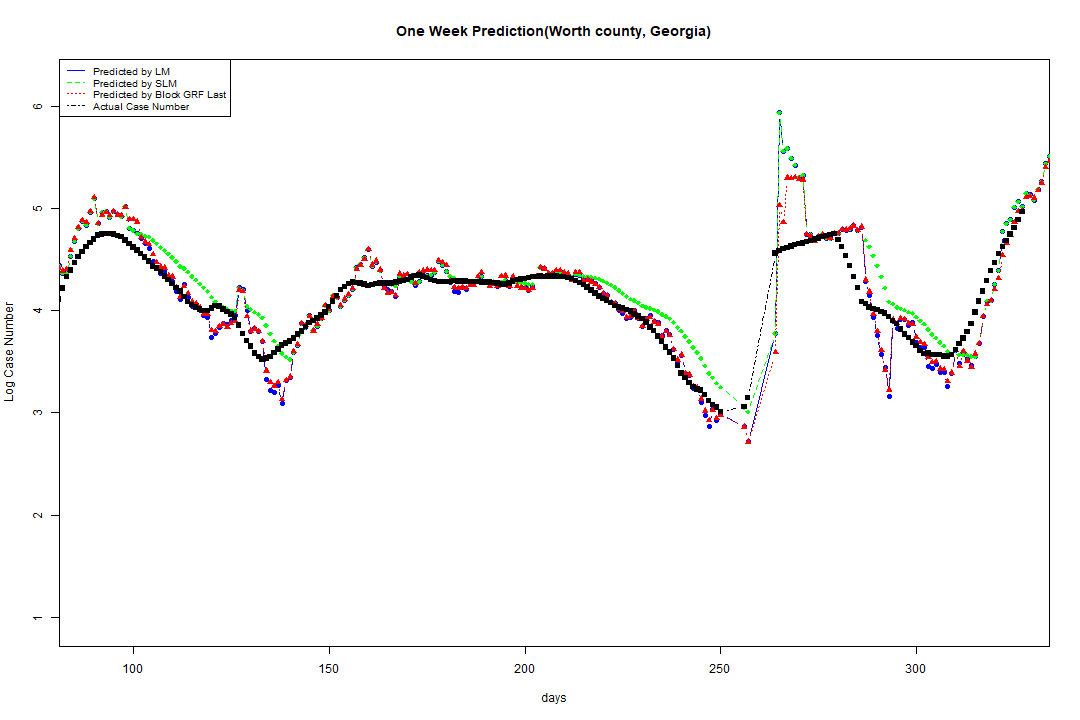 One Week Prediction(Worth county, Georgia)
Predicted by LM
Predicted by SLM
Predicted by Block GRF Last
Actual Case Number
Log Case Number
6
5
4
3
2
1
100
150
200
250
300
days